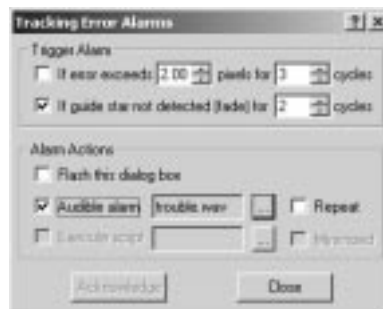 Tracking Error Alarms
Trigger Alarm
If error exceeds 2.00 pixels for 3 cycles
If guide star not detected (fade) for 2 cycles
Alarm Actions
Flash this dialog box
Audible alarm trouble.wav ... Repeat
Execute script ... Minimized
Acknowledge Close